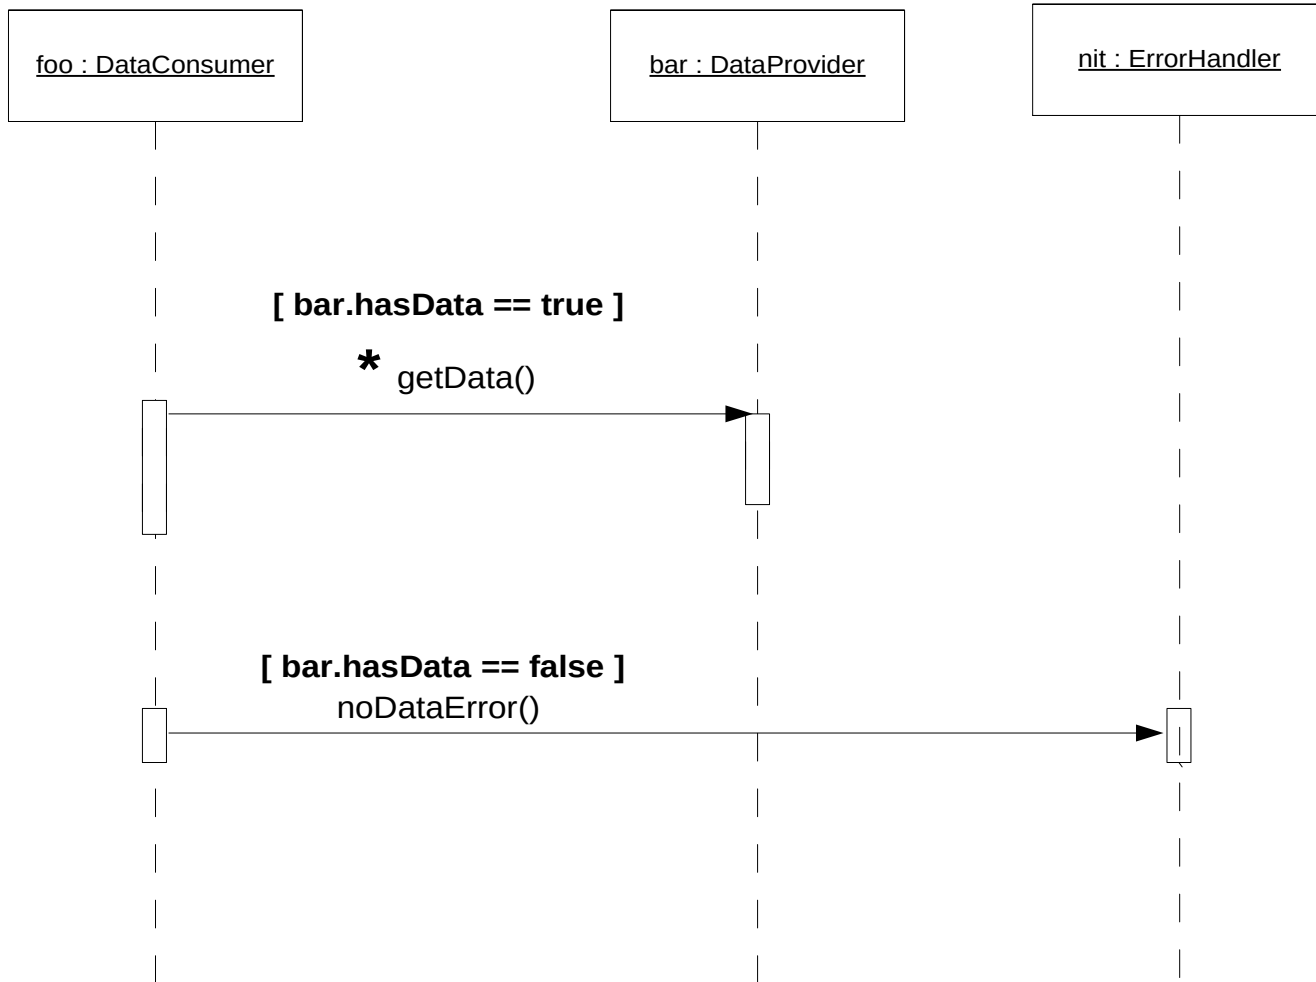 foo : DataConsumer
bar : DataProvider
nit : ErrorHandler
[ bar.hasData == true ]
* getData()
[ bar.hasData == false ]
noDataError()